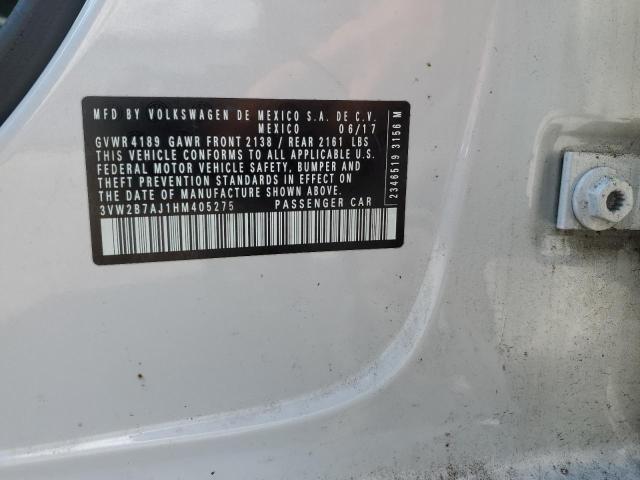 MFD BY VOLKSWAGEN DE MEXICO S.A. DE C.V.
MEXICO 06/17
GVWR 4189 GAWR FRONT 2138 / REAR 2161 LBS
THIS VEHICLE CONFORMS TO ALL APPLICABLE U.S.
FEDERAL MOTOR VEHICLE SAFETY, BUMPER AND
THEFT PREVENTION STANDARDS IN EFFECT ON
THE DATE OF MANUFACTURE SHOWN ABOVE.
3VW2B7AJ1HM405275 PASSENGER CAR
2346519 3156 M